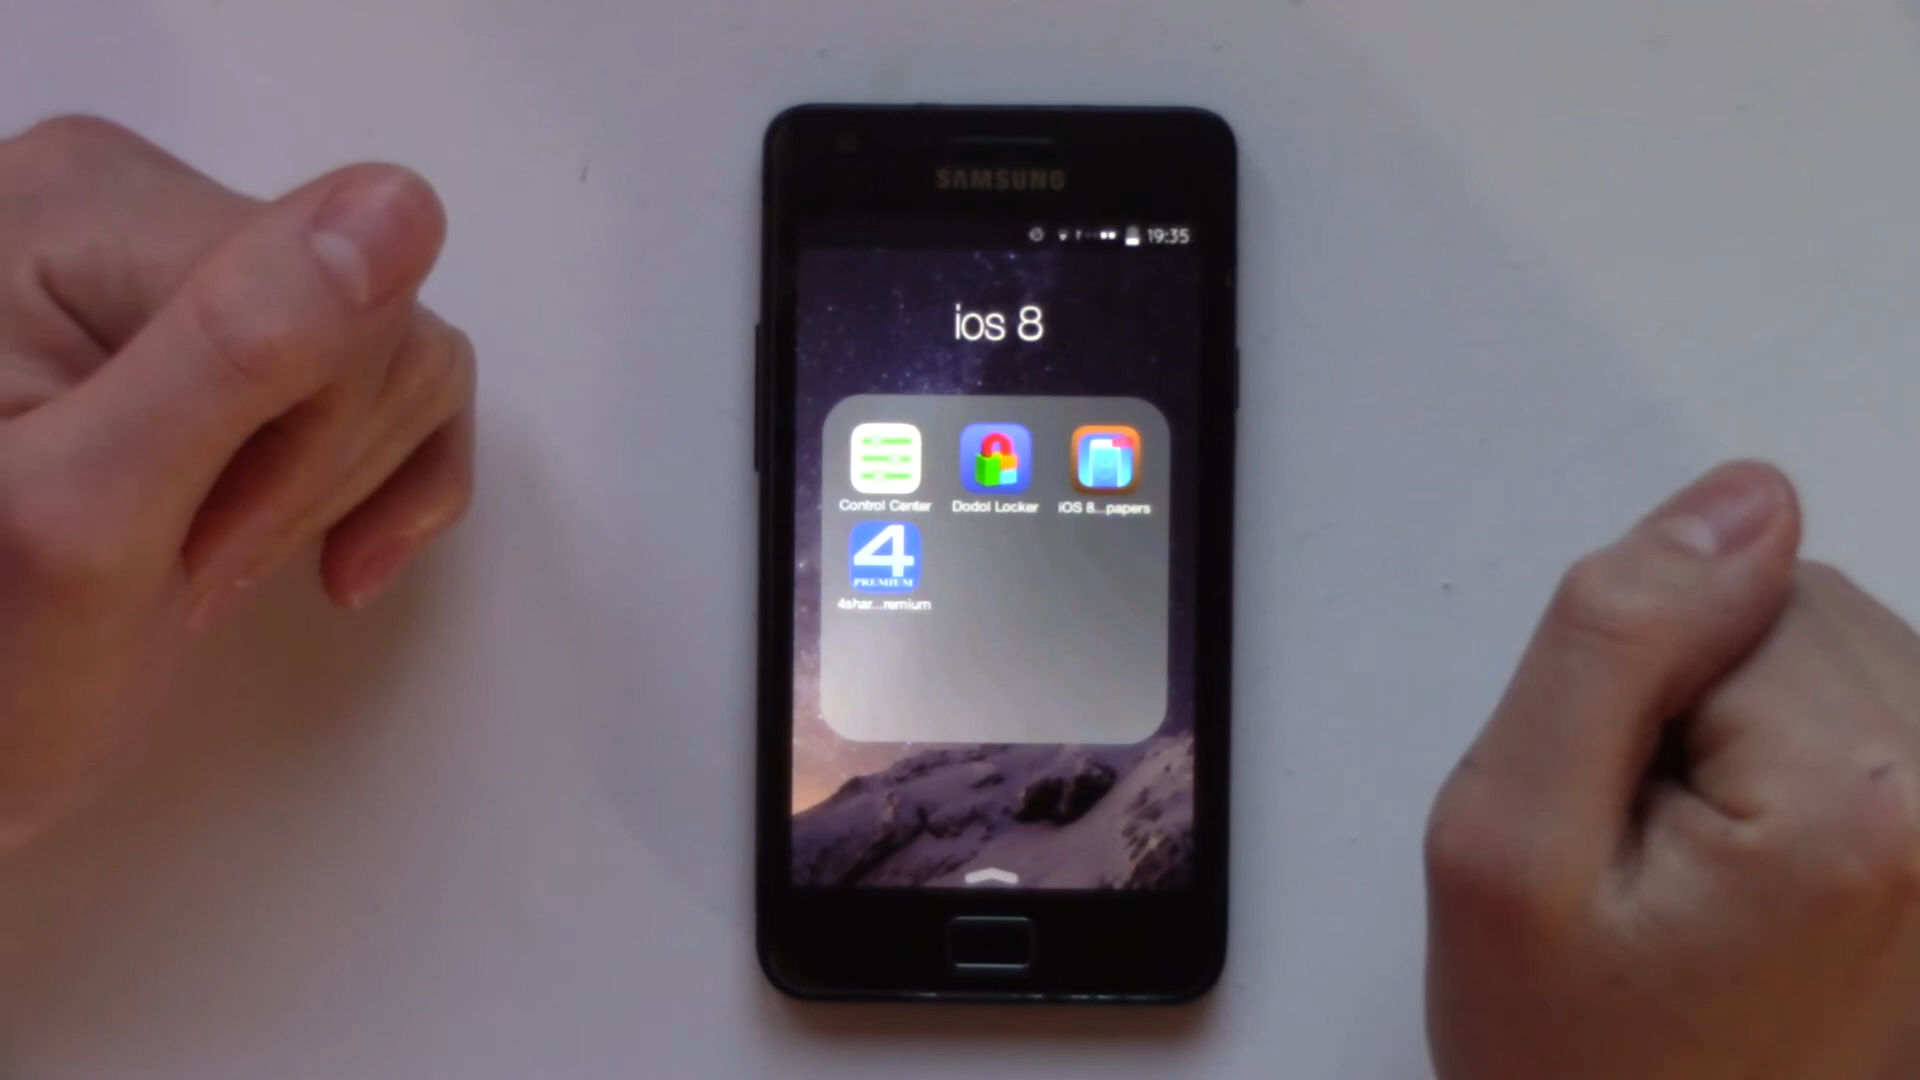 SAMSUNG
19:35
ios 8
Control Center
Dodol Locker
iOS 8...papers
4
PREMIUM
4shar...remium